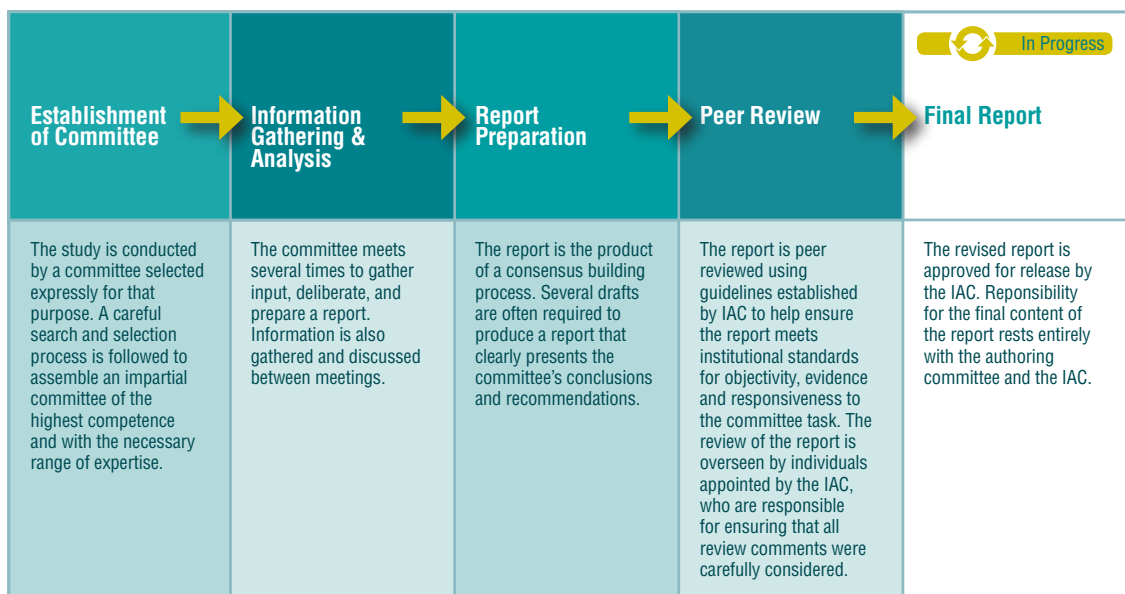 In Progress
Establishment
of Committee
Information
Gathering &
Analysis
Report
Preparation
Peer Review
Final Report
The study is conducted
by a committee selected
expressly for that
purpose. A careful
search and selection
process is followed to
assemble an impartial
committee of the
highest competence
and with the necessary
range of expertise.
The committee meets
several times to gather
input, deliberate, and
prepare a report.
Information is also
gathered and discussed
between meetings.
The report is the product
of a consensus building
process. Several drafts
are often required to
produce a report that
clearly presents the
committee’s conclusions
and recommendations.
The report is peer
reviewed using
guidelines established
by IAC to help ensure
the report meets
institutional standards
for objectivity, evidence
and responsiveness to
the committee task. The
review of the report is
overseen by individuals
appointed by the IAC,
who are responsible
for ensuring that all
review comments were
carefully considered.
The revised report is
approved for release by
the IAC. Reponsibility
for the final content of
the report rests entirely
with the authoring
committee and the IAC.